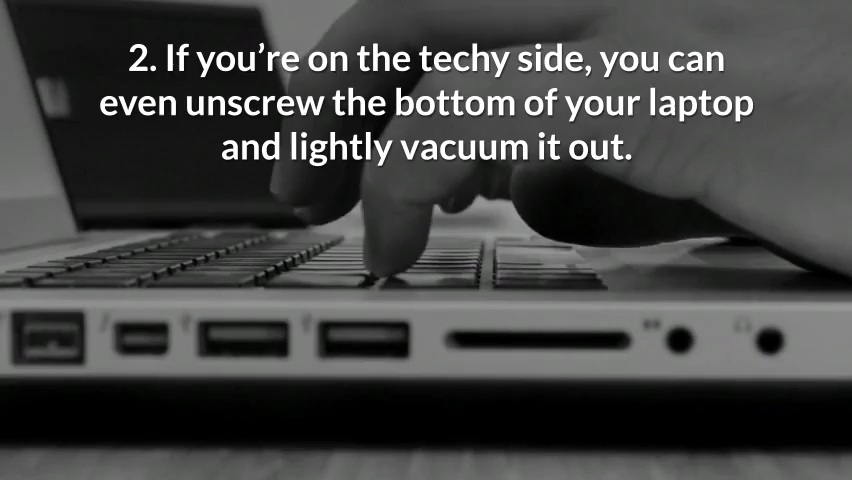 2. If you’re on the techy side, you can
even unscrew the bottom of your laptop
and lightly vacuum it out.